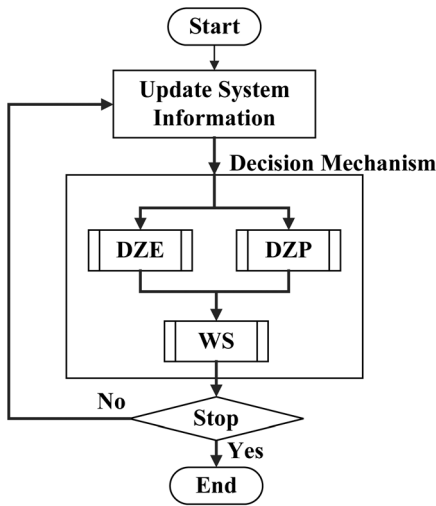 Start
Update System
Information
Decision Mechanism
DZE
DZP
WS
No
Stop
Yes
End